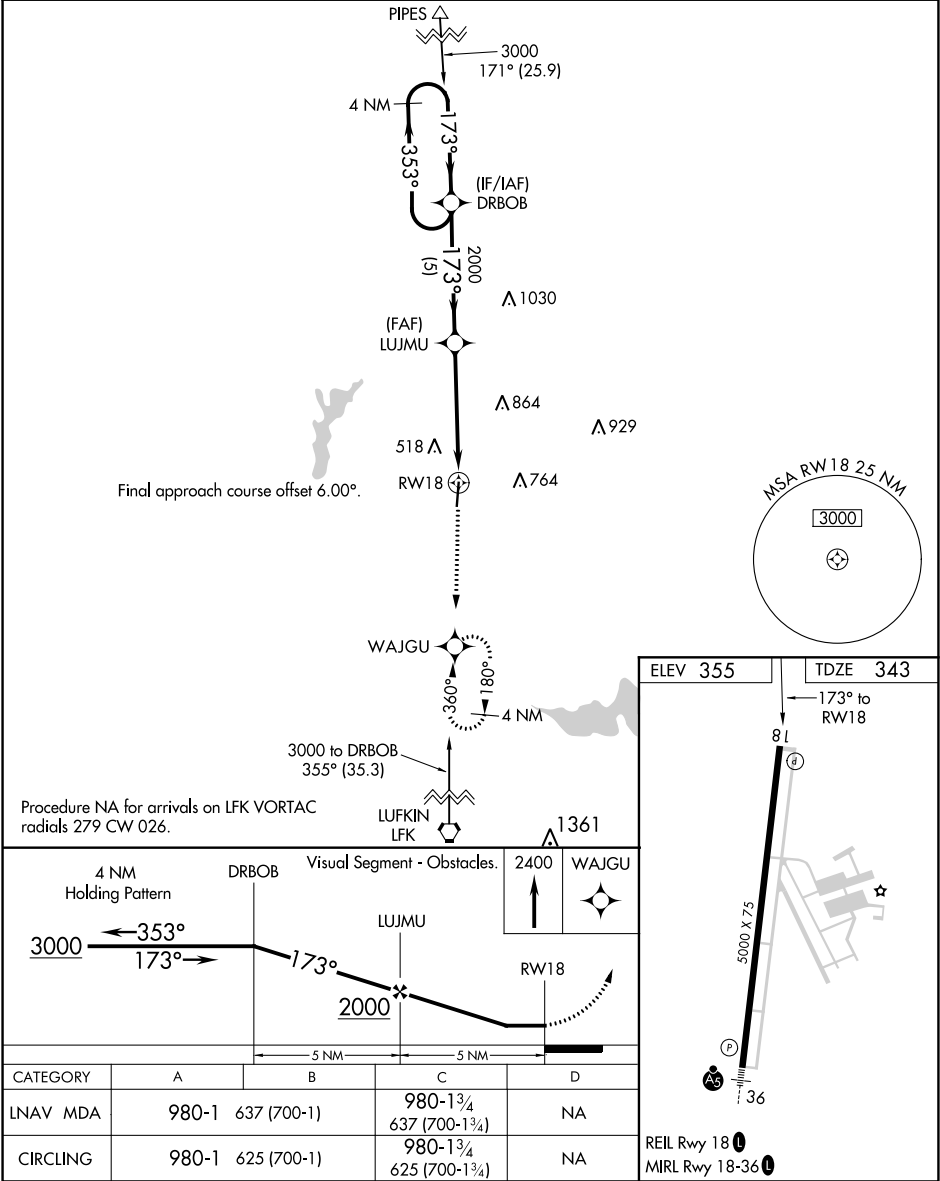 PIPES
3000
171° (25.9)
4 NM
173°
353°
(IF/IAF)
DRBOB
2000
173°
(5)
1030
(FAF)
LUJMU
864
929
518
RW18
764
Final approach course offset 6.00°.
MSA RW18 25 NM
3000
WAJGU
360°
180°
4 NM
3000 to DRBOB
355° (35.3)
Procedure NA for arrivals on LFK VORTAC
radials 279 CW 026.
LUFKIN
LFK
1361
ELEV 355
TDZE 343
173° to
RW18
18
P
5000 X 75
P
A5
36
REIL Rwy 18 L
MIRL Rwy 18-36 L
4 NM
Holding Pattern
DRBOB
Visual Segment - Obstacles.
2400
WAJGU
LUJMU
353°
3000
173°
173°
2000
RW18
5 NM
5 NM
CATEGORY A B C D
LNAV MDA 980-1 637 (700-1) 980-1¾ 637 (700-1¾) NA
CIRCLING 980-1 625 (700-1) 980-1¾ 625 (700-1¾) NA